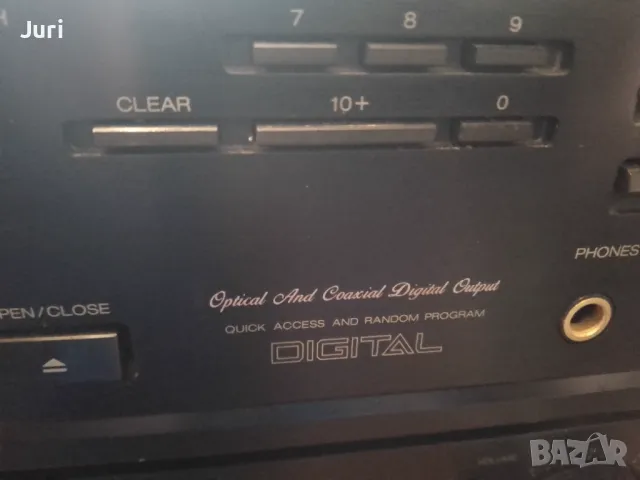 Juri
7 8 9
CLEAR 10+ 0
PHONES
PEN/CLOSE
Optical And Coaxial Digital Output
QUICK ACCESS AND RANDOM PROGRAM
DIGITAL
BAZAR